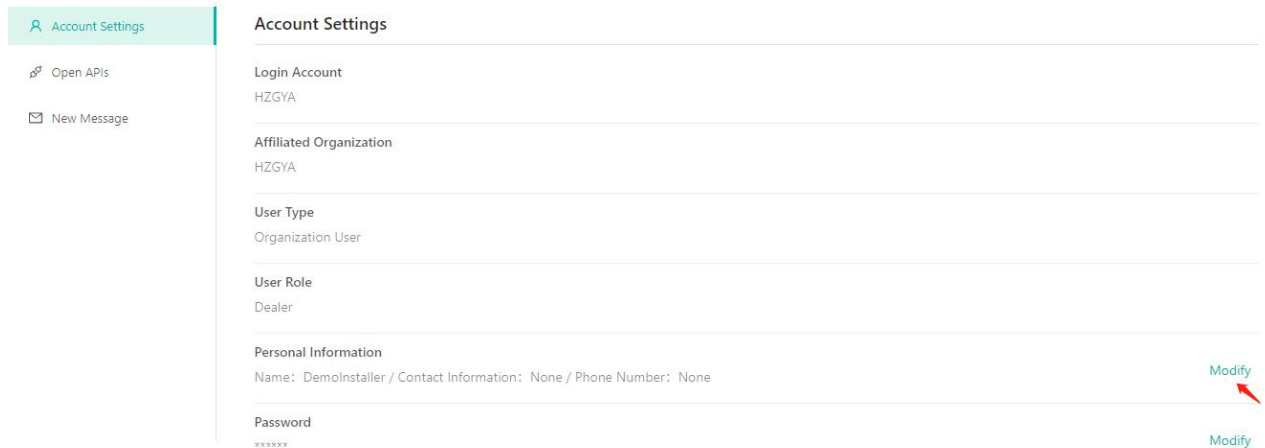 Account Settings
Open APIs
New Message
Account Settings
Login Account
HZGYA
Affiliated Organization
HZGYA
User Type
Organization User
User Role
Dealer
Personal Information
Name： DemoInstaller / Contact Information： None / Phone Number： None
Modify
Password
******
Modify